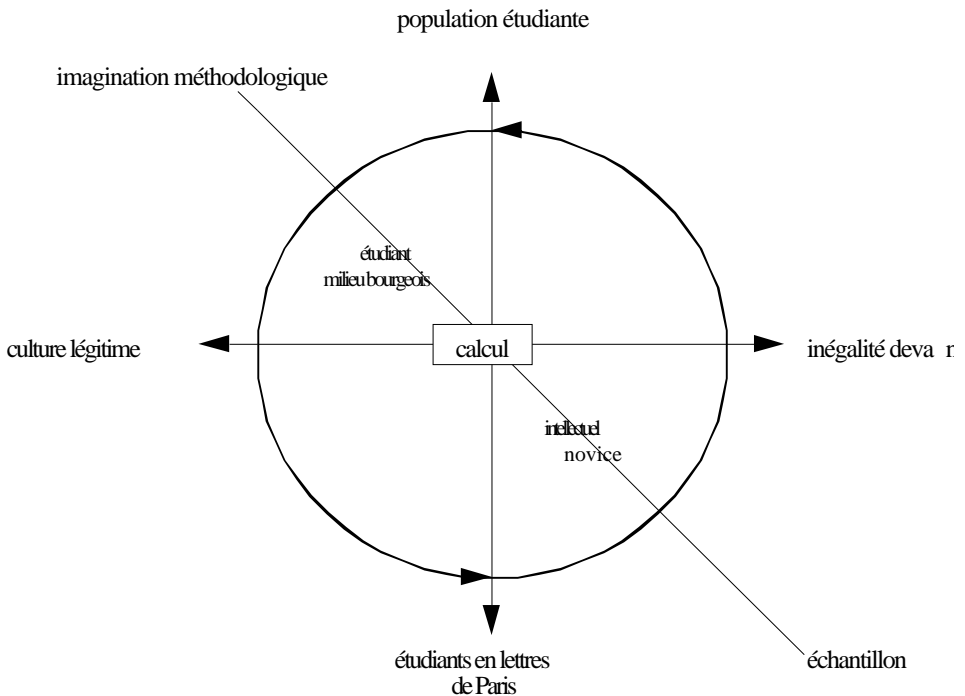 population étudiante
imagination méthodologique
étudiant
milieu bourgeois
culture légitime
calcul
inégalité deva n
intellectuel
novice
étudiants en lettres
de Paris
échantillon